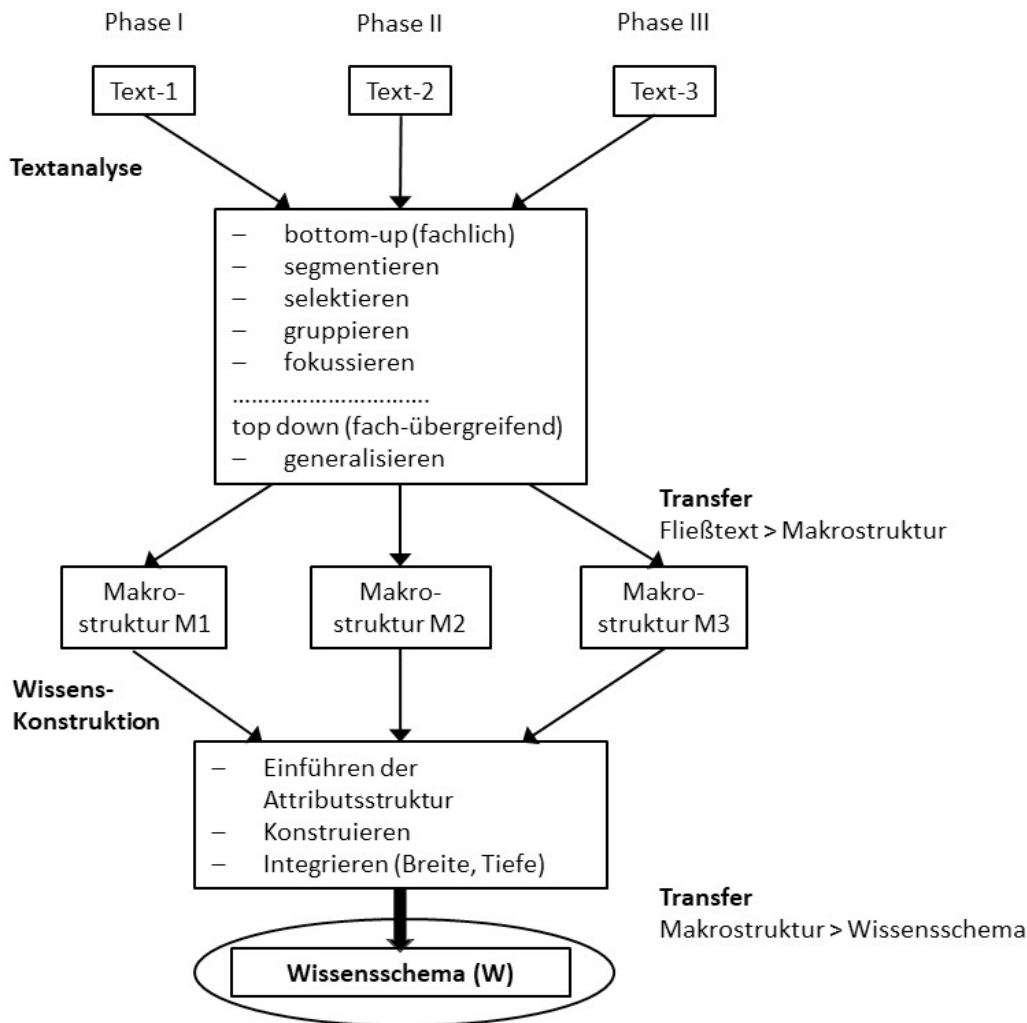 Phase I
Phase II
Phase III
Text-1
Text-2
Text-3
Textanalyse
– bottom-up (fachlich)
– segmentieren
– selektieren
– gruppieren
– fokussieren
………………………….
top down (fach-übergreifend)
– generalisieren
Transfer
Fließtext > Makrostruktur
Makro-
struktur M1
Makro-
struktur M2
Makro-
struktur M3
Wissens-
Konstruktion
– Einführen der
Attributsstruktur
– Konstruieren
– Integrieren (Breite, Tiefe)
Transfer
Makrostruktur > Wissensschema
Wissensschema (W)